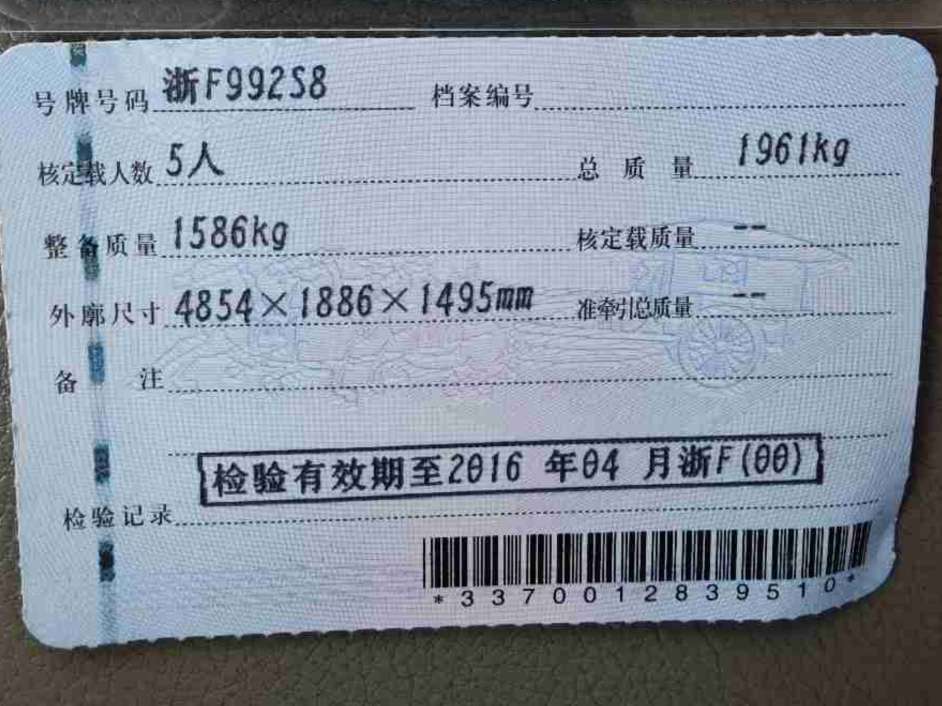 号牌号码 浙F992S8 档案编号
核定载人数 5人 总质量 1961kg
整备质量 1586kg 核定载质量 --
外廓尺寸 4854×1886×1495mm 准牵引总质量 --
备注
检验有效期至2016 年04 月浙F(00)
检验记录
*3370012839510*